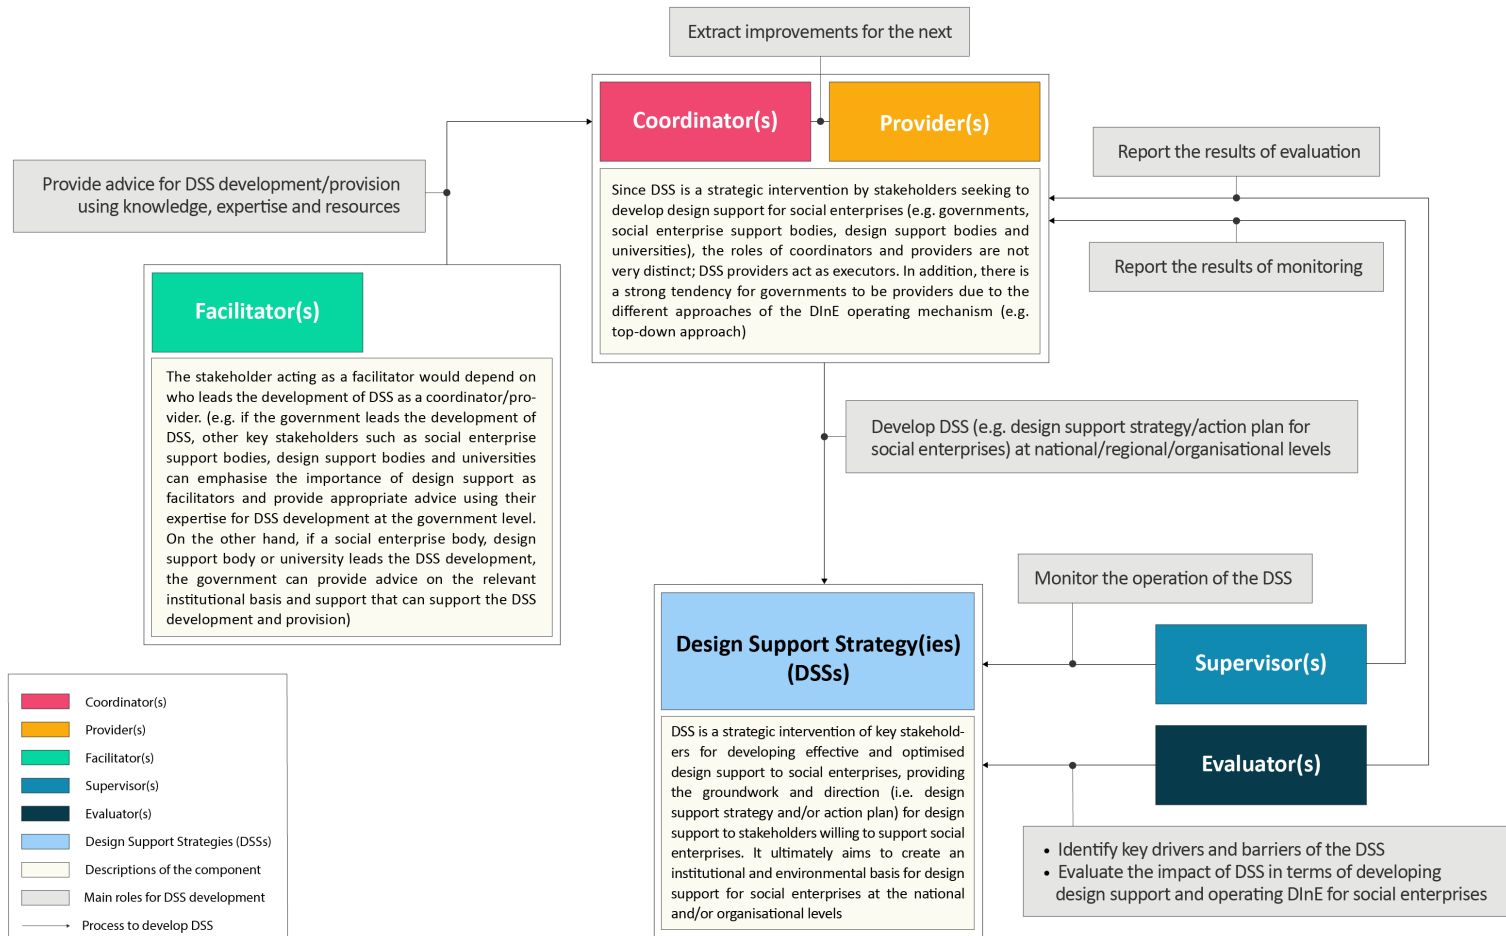 Extract improvements for the next
Coordinator(s)
Provider(s)
Since DSS is a strategic intervention by stakeholders seeking to
develop design support for social enterprises (e.g. governments,
social enterprise support bodies, design support bodies and
universities), the roles of coordinators and providers are not
very distinct; DSS providers act as executors. In addition, there is
a strong tendency for governments to be providers due to the
different approaches of the DInE operating mechanism (e.g.
top-down approach)
Provide advice for DSS development/provision
using knowledge, expertise and resources
Report the results of evaluation
Report the results of monitoring
Facilitator(s)
The stakeholder acting as a facilitator would depend on
who leads the development of DSS as a coordinator/pro-
vider. (e.g. if the government leads the development of
DSS, other key stakeholders such as social enterprise
support bodies, design support bodies and universities
can emphasise the importance of design support as
facilitators and provide appropriate advice using their
expertise for DSS development at the government level.
On the other hand, if a social enterprise body, design
support body or university leads the DSS development,
the government can provide advice on the relevant
institutional basis and support that can support the DSS
development and provision)
Develop DSS (e.g. design support strategy/action plan for
social enterprises) at national/regional/organisational levels
Monitor the operation of the DSS
Design Support Strategy(ies)
(DSSs)
DSS is a strategic intervention of key stakehold-
ers for developing effective and optimised
design support to social enterprises, providing
the groundwork and direction (i.e. design
support strategy and/or action plan) for design
support to stakeholders willing to support social
enterprises. It ultimately aims to create an
institutional and environmental basis for design
support for social enterprises at the national
and/or organisational levels
Supervisor(s)
Evaluator(s)
• Identify key drivers and barriers of the DSS
• Evaluate the impact of DSS in terms of developing
design support and operating DInE for social enterprises
Coordinator(s)
Provider(s)
Facilitator(s)
Supervisor(s)
Evaluator(s)
Design Support Strategies (DSSs)
Descriptions of the component
Main roles for DSS development
Process to develop DSS